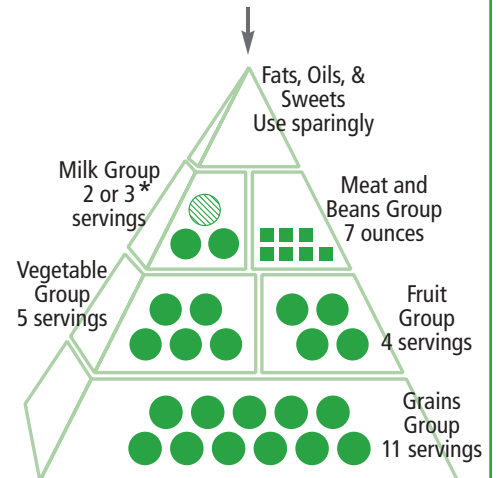 Fats, Oils, &
Sweets
Use sparingly
Milk Group
2 or 3*
servings
Meat and
Beans Group
7 ounces
Vegetable
Group
5 servings
Fruit
Group
4 servings
Grains
Group
11 servings